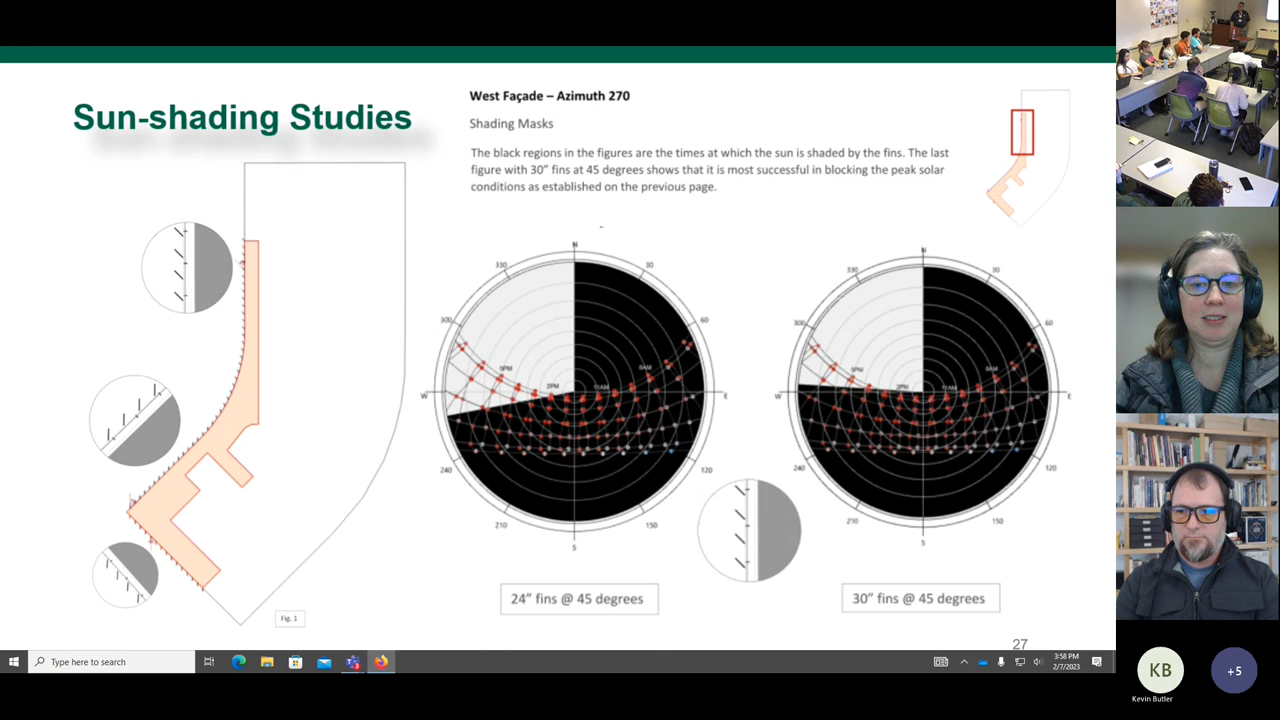 Sun-shading Studies
West Façade – Azimuth 270
Shading Masks
The black regions in the figures are the times at which the sun is shaded by the fins. The last
figure with 30” fins at 45 degrees shows that it is most successful in blocking the peak solar
conditions as established on the previous page.
N
330
30
300
60
W
E
240
120
210
150
S
2PM
N
330
30
300
60
W
E
240
120
210
150
S
2PM
24” fins @ 45 degrees
30” fins @ 45 degrees
Fig. 1
27
Type here to search
3:58 PM
2/7/2023
KB
Kevin Butler
+5